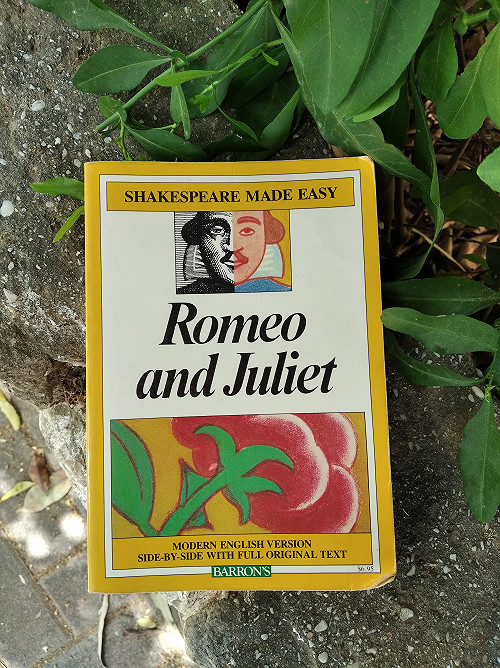 SHAKESPEARE MADE EASY
Romeo
and Juliet
MODERN ENGLISH VERSION
SIDE-BY-SIDE WITH FULL ORIGINAL TEXT
BARRON'S
$6.95